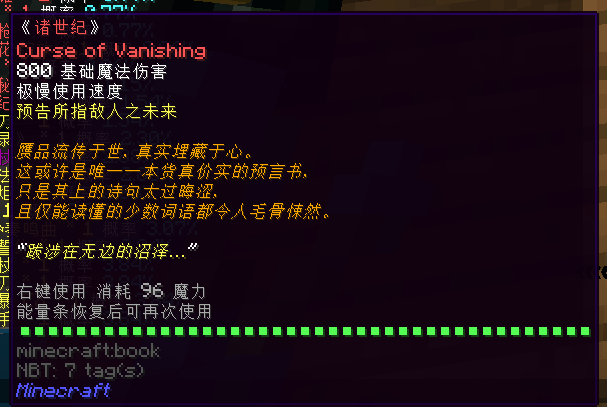 《诸世纪》
Curse of Vanishing
800 基础魔法伤害
极慢使用速度
预告所指敌人之未来
赝品流传于世，真实埋藏于心。
这或许是唯一一本货真价实的预言书，
只是其上的诗句太过晦涩，
且仅能读懂的少数词语都令人毛骨悚然。
“跋涉在无边的沼泽...”
右键使用 消耗 96 魔力
能量条恢复后可再次使用
minecraft:book
NBT: 7 tag(s)
Minecraft